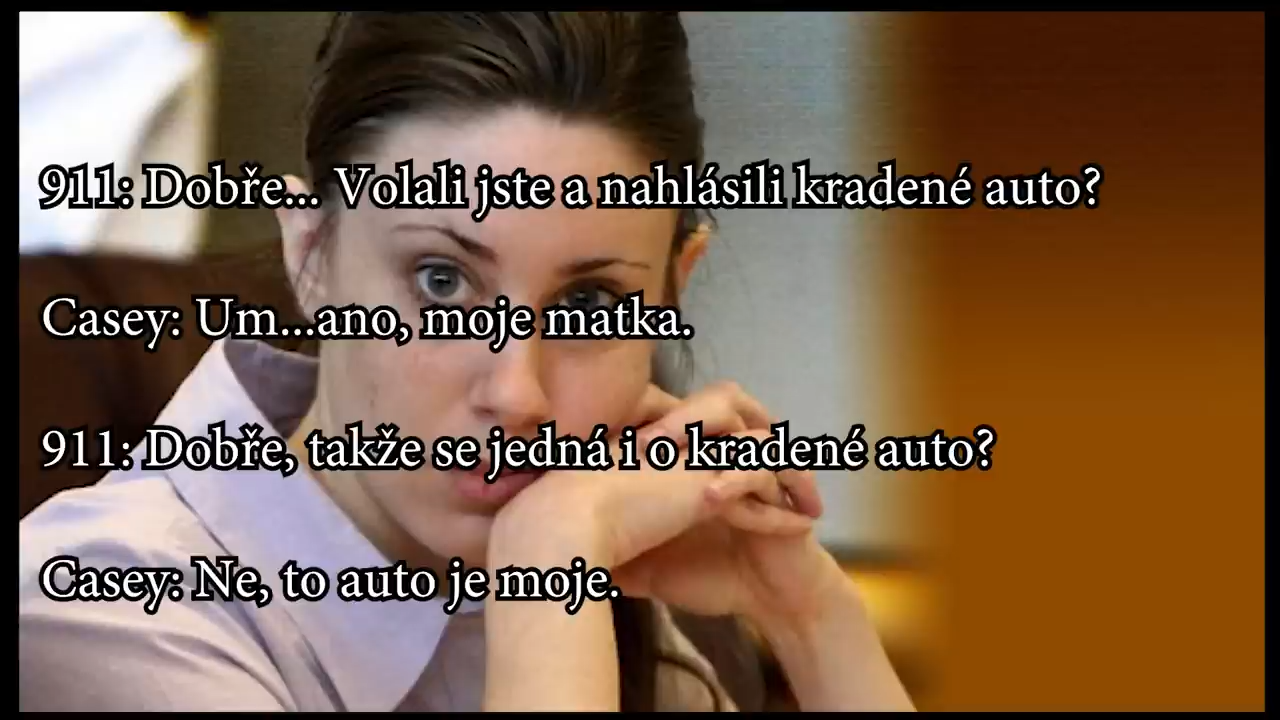 911: Dobře... Volali jste a nahlásili kradené auto?
Casey: Um...ano, moje matka.
911: Dobře, takže se jedná i o kradené auto?
Casey: Ne, to auto je moje.